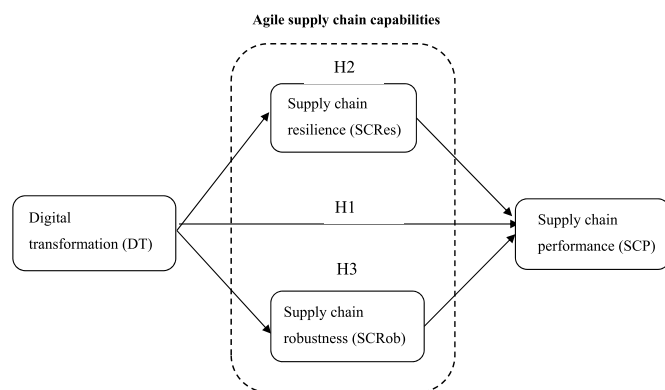 Agile supply chain capabilities
H2
Supply chain
resilience (SCRes)
H1
Digital
transformation (DT)
Supply chain
performance (SCP)
H3
Supply chain
robustness (SCRob)